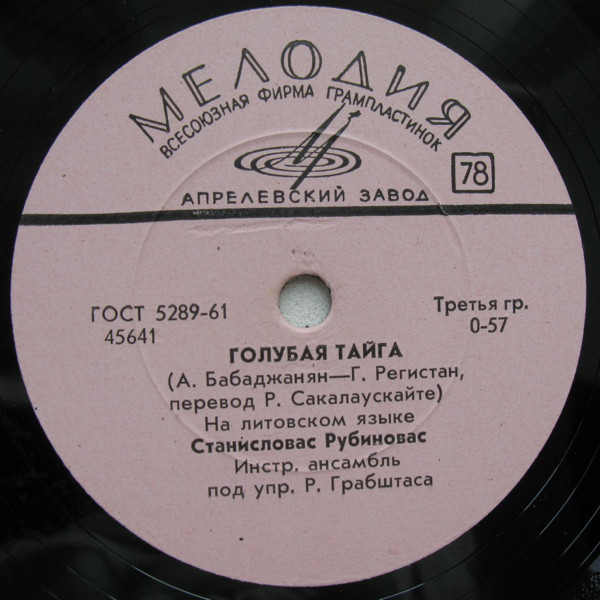 МЕЛОДИЯ
ВСЕСОЮЗНАЯ ФИРМА ГРАМПЛАСТИНОК
78
АПРЕЛЕВСКИЙ ЗАВОД
ГОСТ 5289-61
45641
Третья гр.
0-57
ГОЛУБАЯ ТАЙГА
(А. Бабаджанян—Г. Регистан,
перевод Р. Сакалаускайте)
На литовском языке
Станисловас Рубиновас
Инстр. ансамбль
под упр. Р. Грабштаса